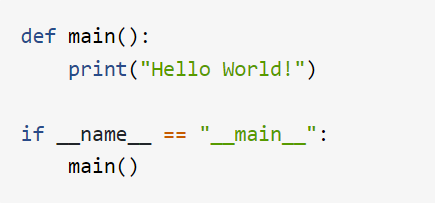 def main():
    print("Hello World!")
if __name__ == "__main__":
    main()